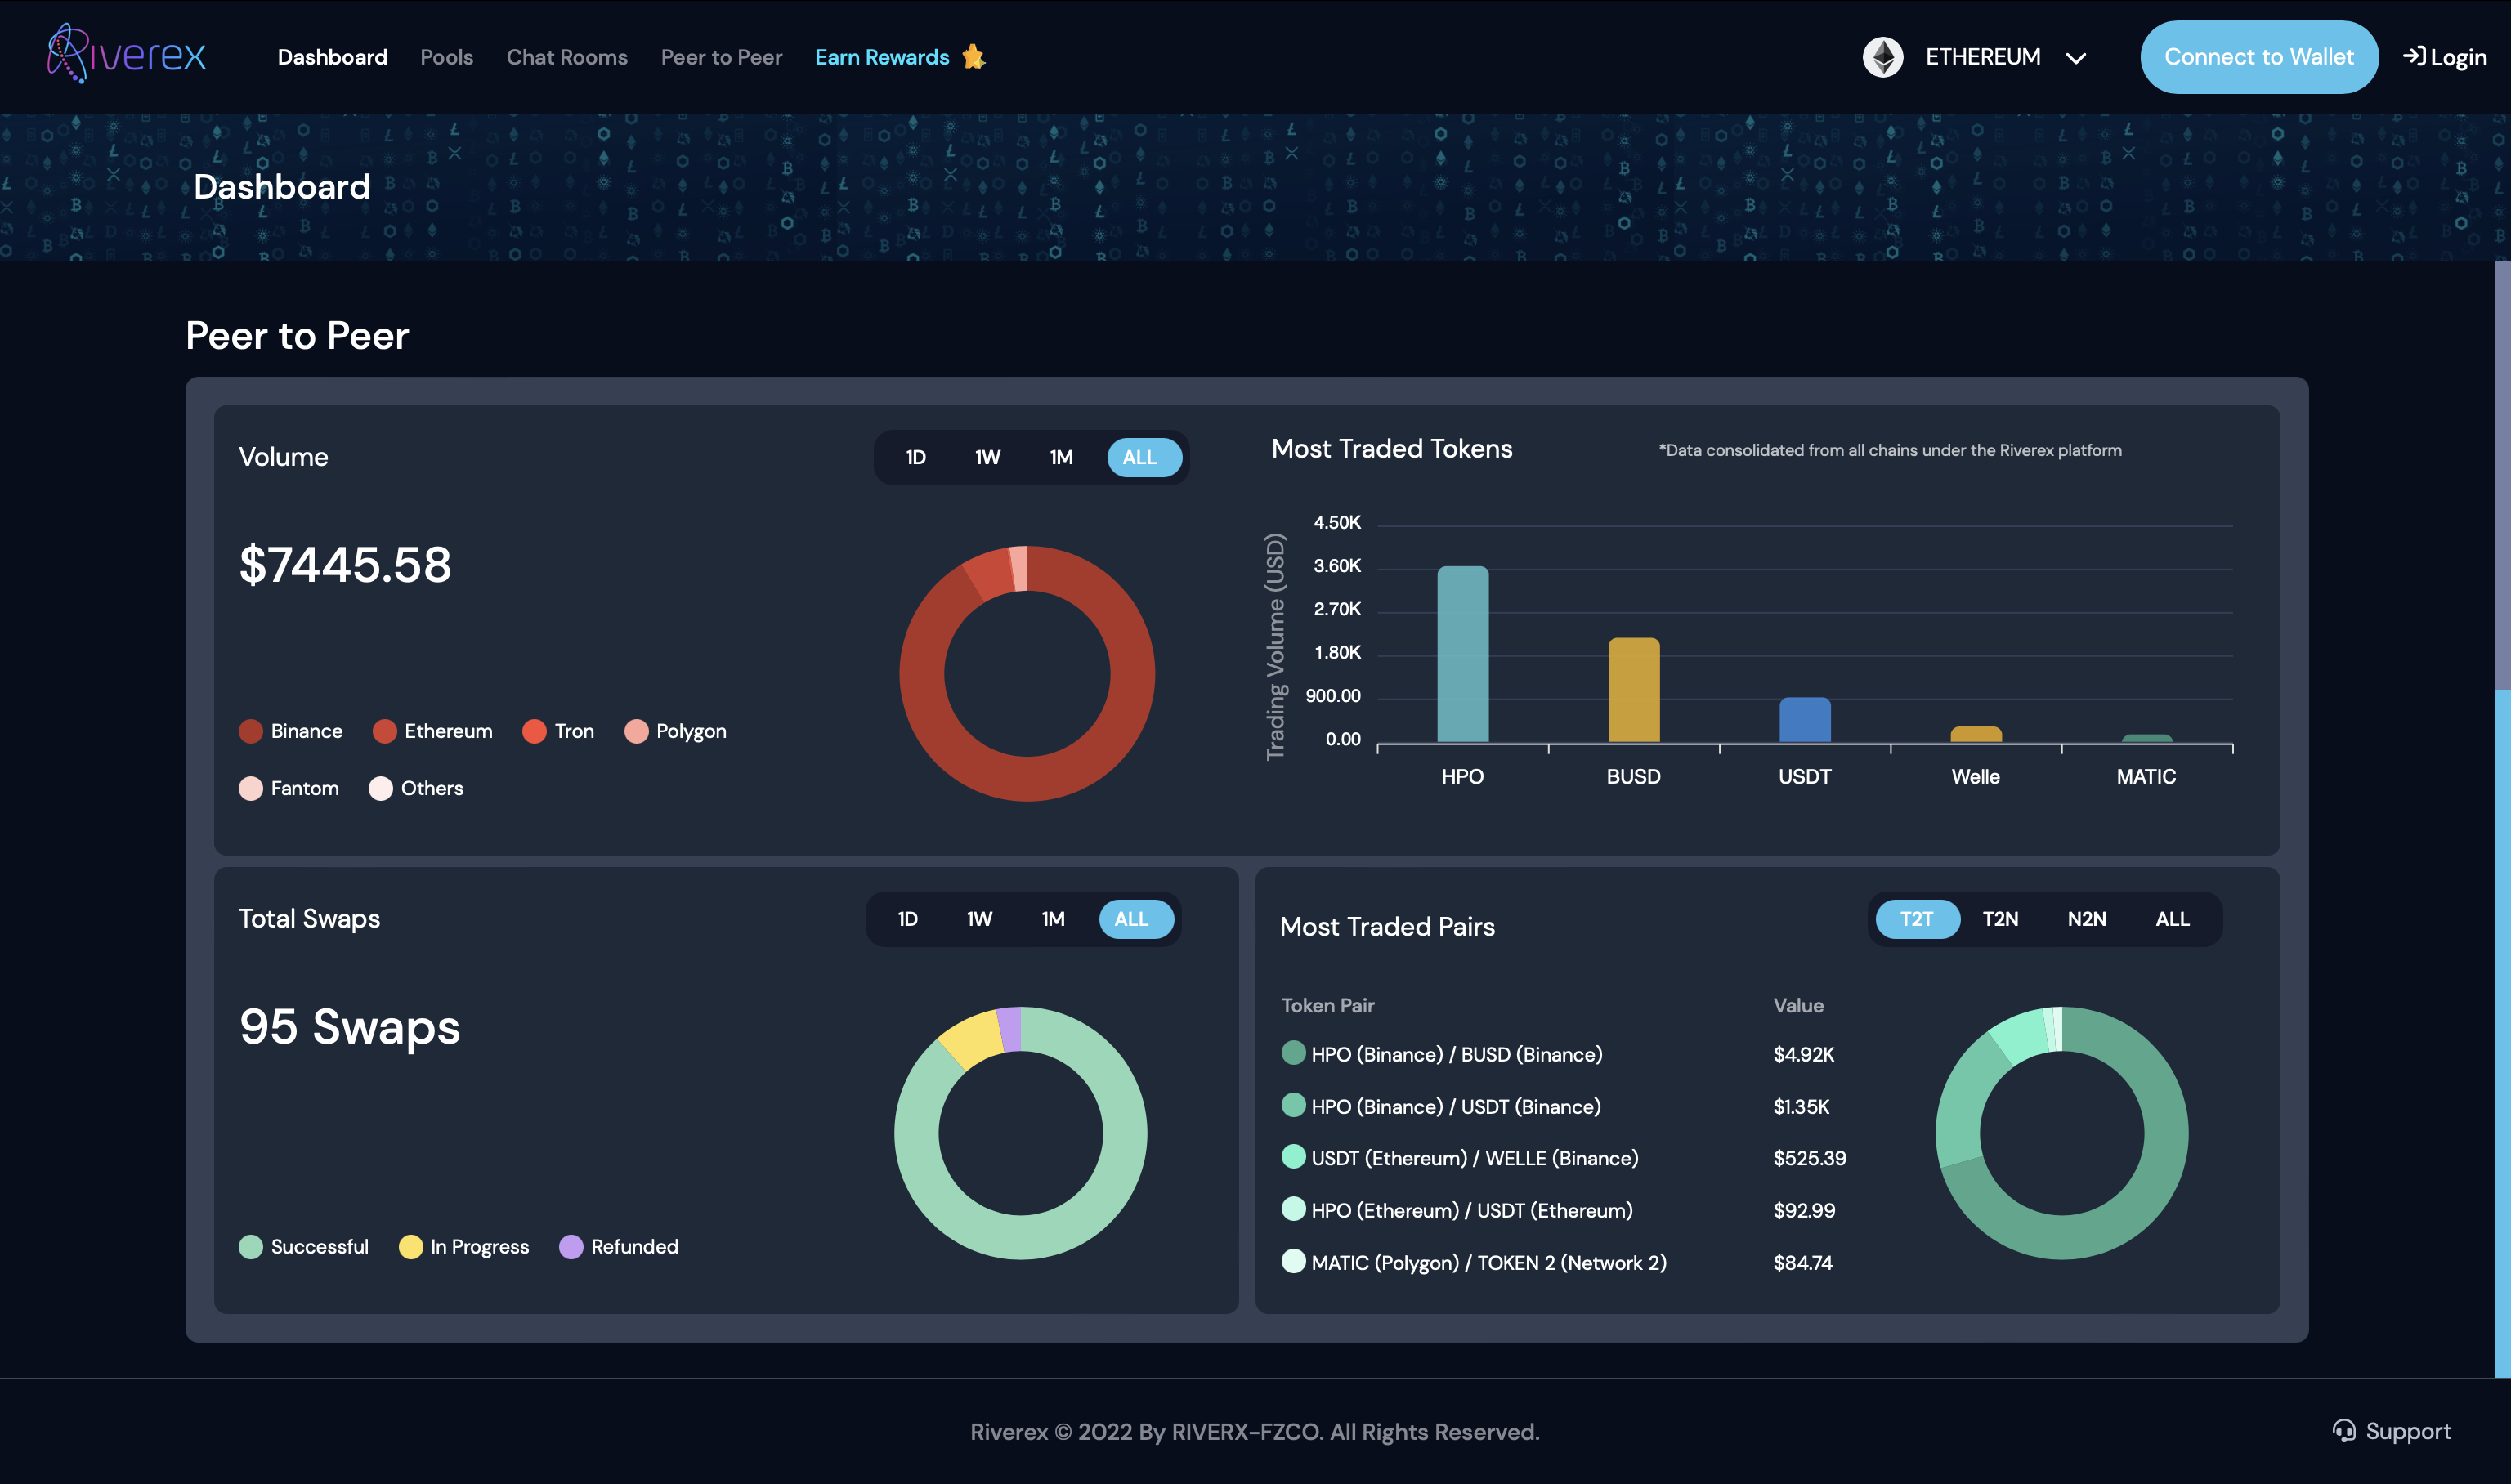 Riverex
Dashboard Pools Chat Rooms Peer to Peer Earn Rewards ETHEREUM Connect to Wallet Login
Dashboard
Peer to Peer
Volume
1D 1W 1M ALL
$7445.58
Binance Ethereum Tron Polygon
Fantom Others
Most Traded Tokens
*Data consolidated from all chains under the Riverex platform
Trading Volume (USD)
4.50K
3.60K
2.70K
1.80K
900.00
0.00
HPO BUSD USDT Welle MATIC
Total Swaps
1D 1W 1M ALL
95 Swaps
Successful In Progress Refunded
Most Traded Pairs
T2T T2N N2N ALL
Token Pair Value
HPO (Binance) / BUSD (Binance) $4.92K
HPO (Binance) / USDT (Binance) $1.35K
USDT (Ethereum) / WELLE (Binance) $525.39
HPO (Ethereum) / USDT (Ethereum) $92.99
MATIC (Polygon) / TOKEN 2 (Network 2) $84.74
Riverex © 2022 By RIVERX-FZCO. All Rights Reserved.
Support